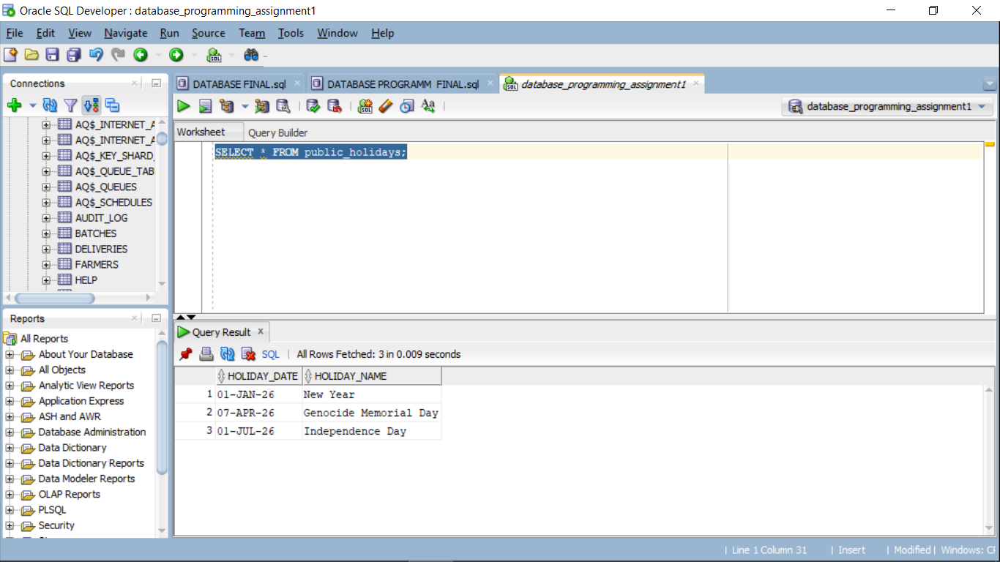 Oracle SQL Developer : database_programming_assignment1
File Edit View Navigate Run Source Team Tools Window Help
Connections
DATABASE FINAL.sql
DATABASE PROGRAMM FINAL.sql
database_programming_assignment1
database_programming_assignment1
AQ$_INTERNET_A
AQ$_INTERNET_A
AQ$_KEY_SHARD_
AQ$_QUEUE_TAB
AQ$_QUEUES
AQ$_SCHEDULES
AUDIT_LOG
BATCHES
DELIVERIES
FARMERS
HELP
Worksheet Query Builder
SELECT * FROM public_holidays;
Reports
All Reports
About Your Database
All Objects
Analytic View Reports
Application Express
ASH and AWR
Database Administration
Data Dictionary
Data Dictionary Reports
Data Modeler Reports
OLAP Reports
PLSQL
Security
Query Result
SQL | All Rows Fetched: 3 in 0.009 seconds
HOLIDAY_DATE HOLIDAY_NAME
1 01-JAN-26 New Year
2 07-APR-26 Genocide Memorial Day
3 01-JUL-26 Independence Day
| Line 1 Column 31 | Insert | Modified | Windows: CF